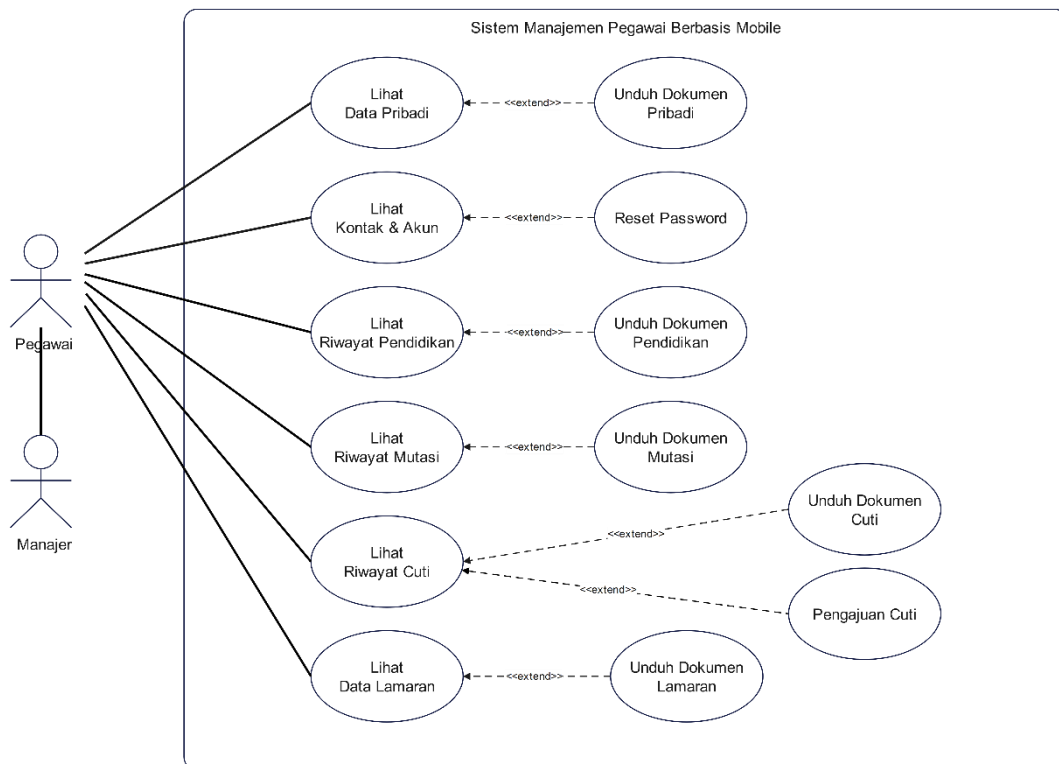 Sistem Manajemen Pegawai Berbasis Mobile
Lihat
Data Pribadi
<<extend>>
Unduh Dokumen
Pribadi
Lihat
Kontak & Akun
<<extend>>
Reset Password
Pegawai
Lihat
Riwayat Pendidikan
<<extend>>
Unduh Dokumen
Pendidikan
Lihat
Riwayat Mutasi
<<extend>>
Unduh Dokumen
Mutasi
Manajer
Lihat
Riwayat Cuti
<<extend>>
Unduh Dokumen
Cuti
<<extend>>
Pengajuan Cuti
Lihat
Data Lamaran
<<extend>>
Unduh Dokumen
Lamaran